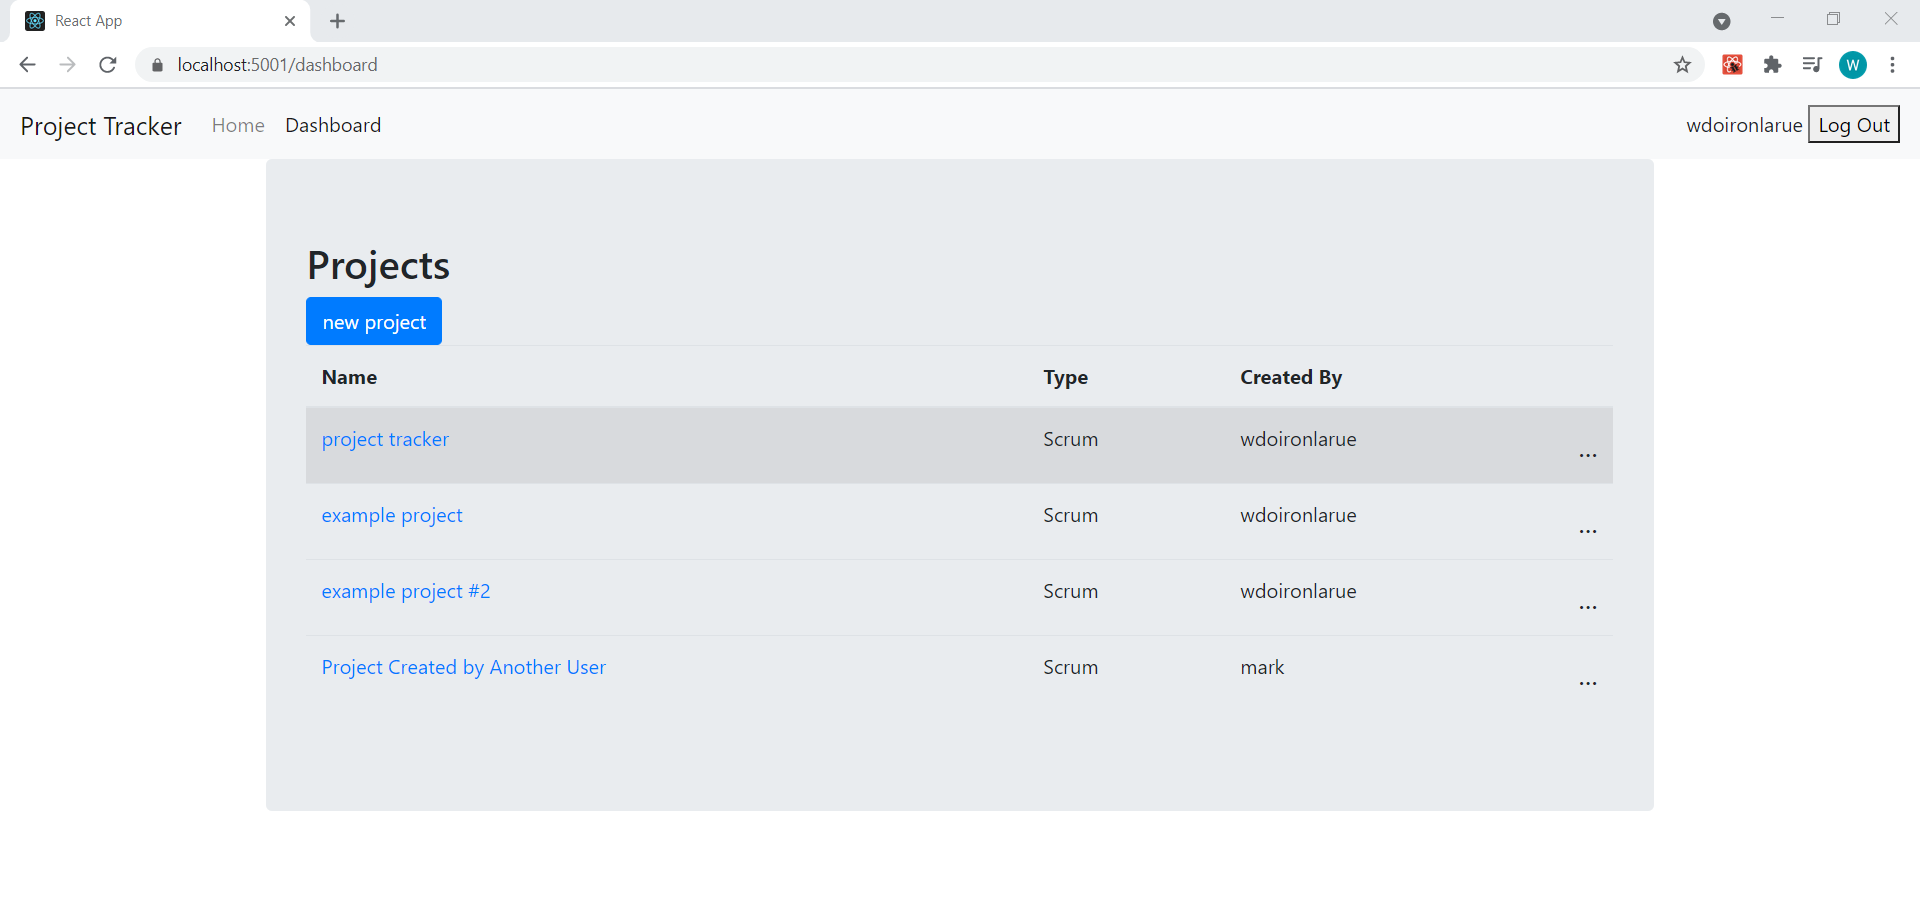 React App
localhost:5001/dashboard
W
Project Tracker Home Dashboard wdoironlarue Log Out
Projects
new project
Name Type Created By
project tracker Scrum wdoironlarue ...
example project Scrum wdoironlarue ...
example project #2 Scrum wdoironlarue ...
Project Created by Another User Scrum mark ...